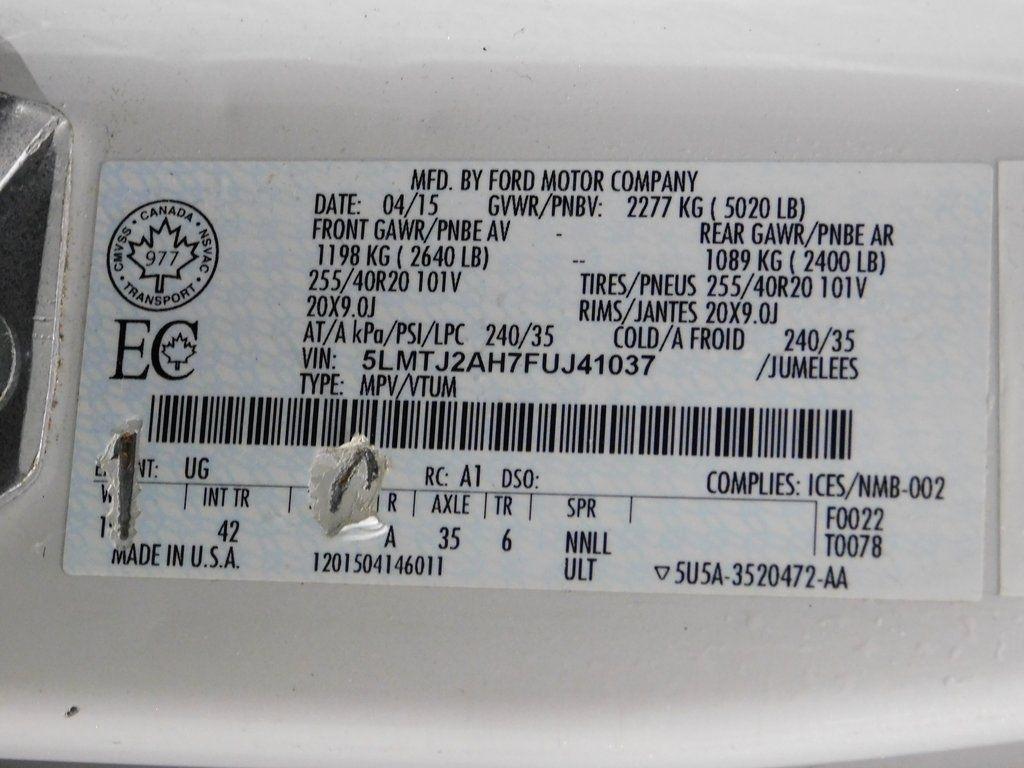 MFD. BY FORD MOTOR COMPANY
DATE: 04/15 GVWR/PNBV: 2277 KG ( 5020 LB)
FRONT GAWR/PNBE AV - REAR GAWR/PNBE AR
1198 KG ( 2640 LB) -- 1089 KG ( 2400 LB)
255/40R20 101V TIRES/PNEUS 255/40R20 101V
20X9.0J RIMS/JANTES 20X9.0J
AT/A kPa/PSI/LPC 240/35 COLD/A FROID 240/35
VIN: 5LMTJ2AH7FUJ41037 /JUMELEES
TYPE: MPV/VTUM
CANADA
CMVSS 977 NSVAC
TRANSPORT
EC
UG RC: A1 DSO: COMPLIES: ICES/NMB-002
INT TR R AXLE TR SPR F0022
42 A 35 6 NNLL T0078
MADE IN U.S.A. 1201504146011 ULT ▽5U5A-3520472-AA